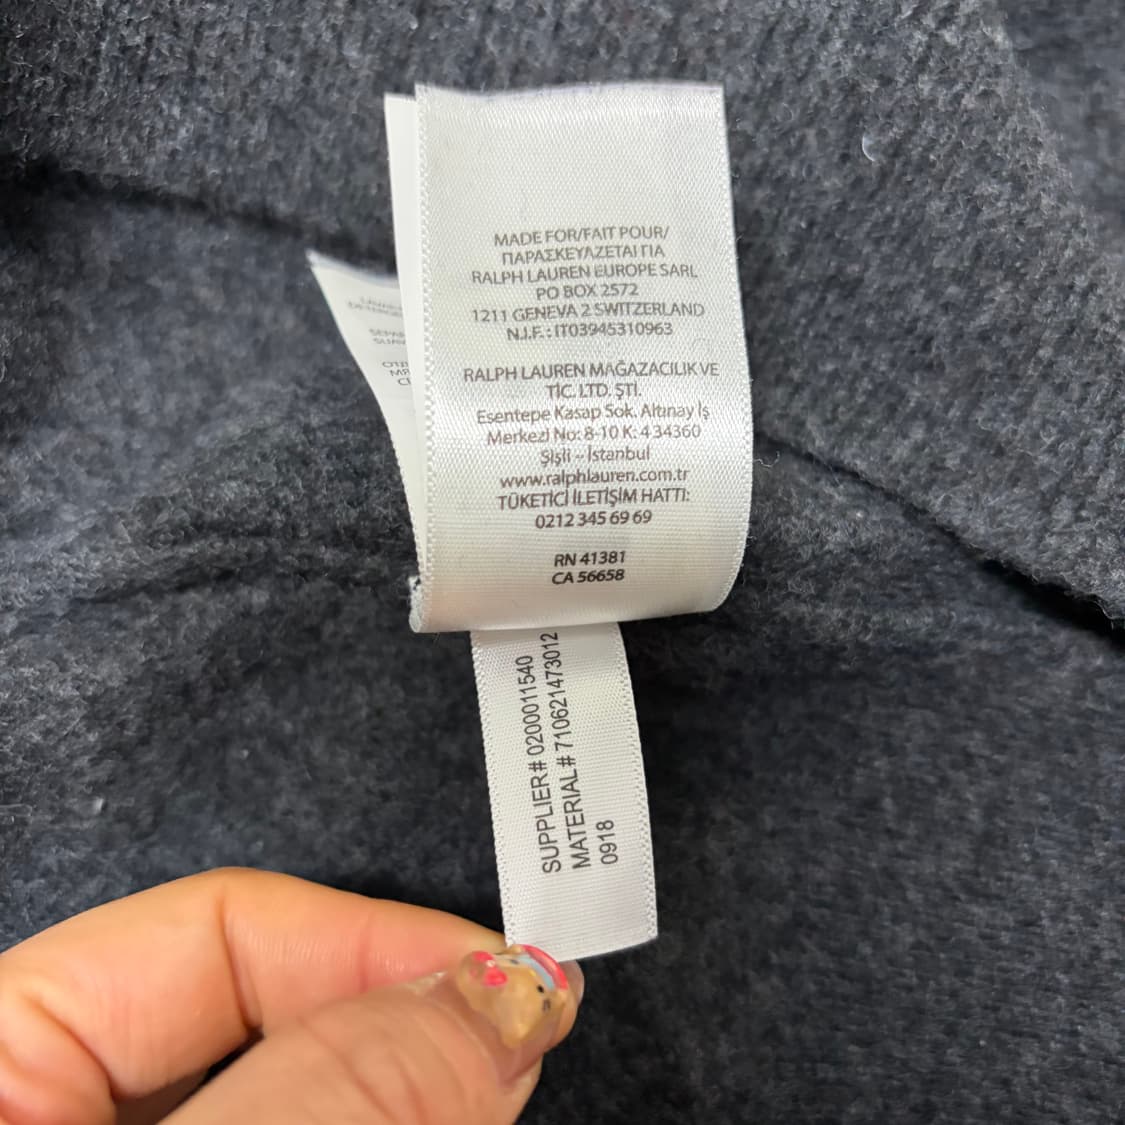 MADE FOR/FAIT POUR/
ΠΑΡΑΣΚΕΥΑΖΕΤΑΙ ΓΙΑ
RALPH LAUREN EUROPE SARL
PO BOX 2572
1211 GENEVA 2 SWITZERLAND
N.I.F. : IT03945310963
RALPH LAUREN MAĞAZACILIK VE
TİC. LTD. ŞTİ.
Esentepe Kasap Sok. Altınay İş
Merkezi No: 8-10 K: 4 34360
Şişli – İstanbul
www.ralphlauren.com.tr
TÜKETİCİ İLETİŞİM HATTI:
0212 345 69 69
RN 41381
CA 56658
SUPPLIER# 0200011540
MATERIAL# 710621473012
0918